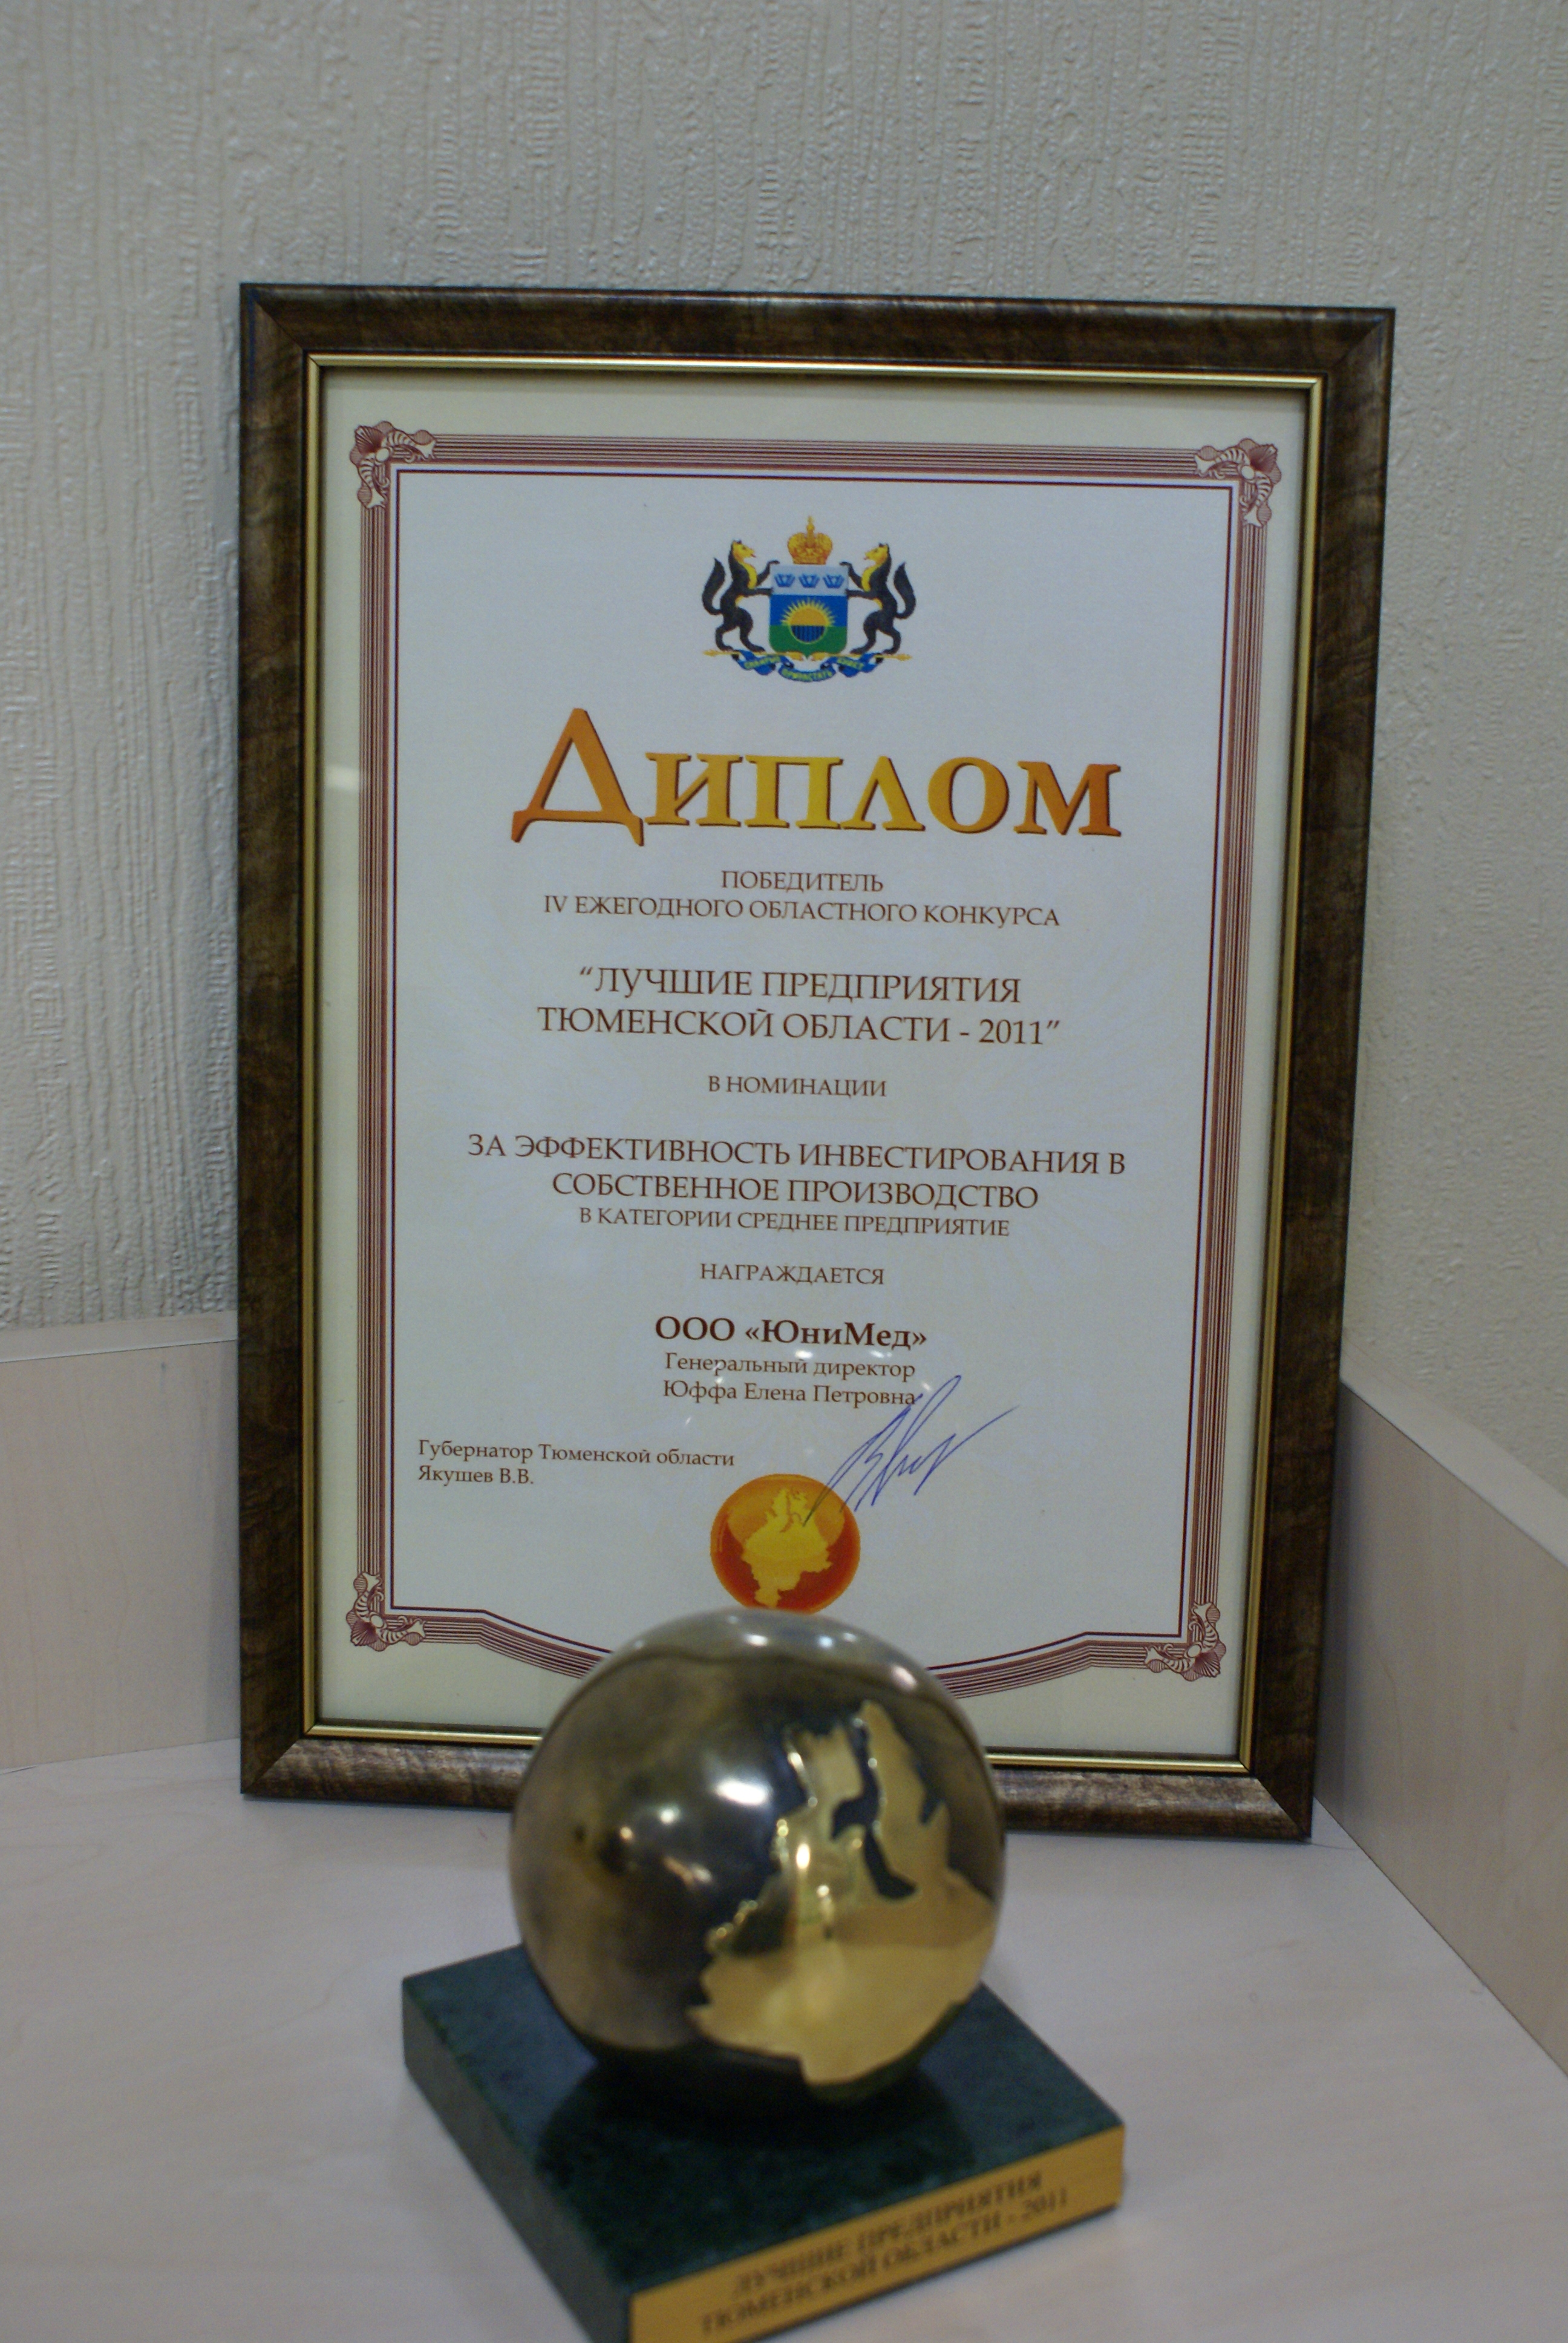 Диплом
ПОБЕДИТЕЛЬ
IV ЕЖЕГОДНОГО ОБЛАСТНОГО КОНКУРСА
“ЛУЧШИЕ ПРЕДПРИЯТИЯ
ТЮМЕНСКОЙ ОБЛАСТИ - 2011”
В НОМИНАЦИИ
ЗА ЭФФЕКТИВНОСТЬ ИНВЕСТИРОВАНИЯ В
СОБСТВЕННОЕ ПРОИЗВОДСТВО
В КАТЕГОРИИ СРЕДНЕЕ ПРЕДПРИЯТИЕ
НАГРАЖДАЕТСЯ
ООО «ЮниМед»
Генеральный директор
Юффа Елена Петровна
Губернатор Тюменской области
Якушев В.В.
ЛУЧШИЕ ПРЕДПРИЯТИЯ
ТЮМЕНСКОЙ ОБЛАСТИ - 2011